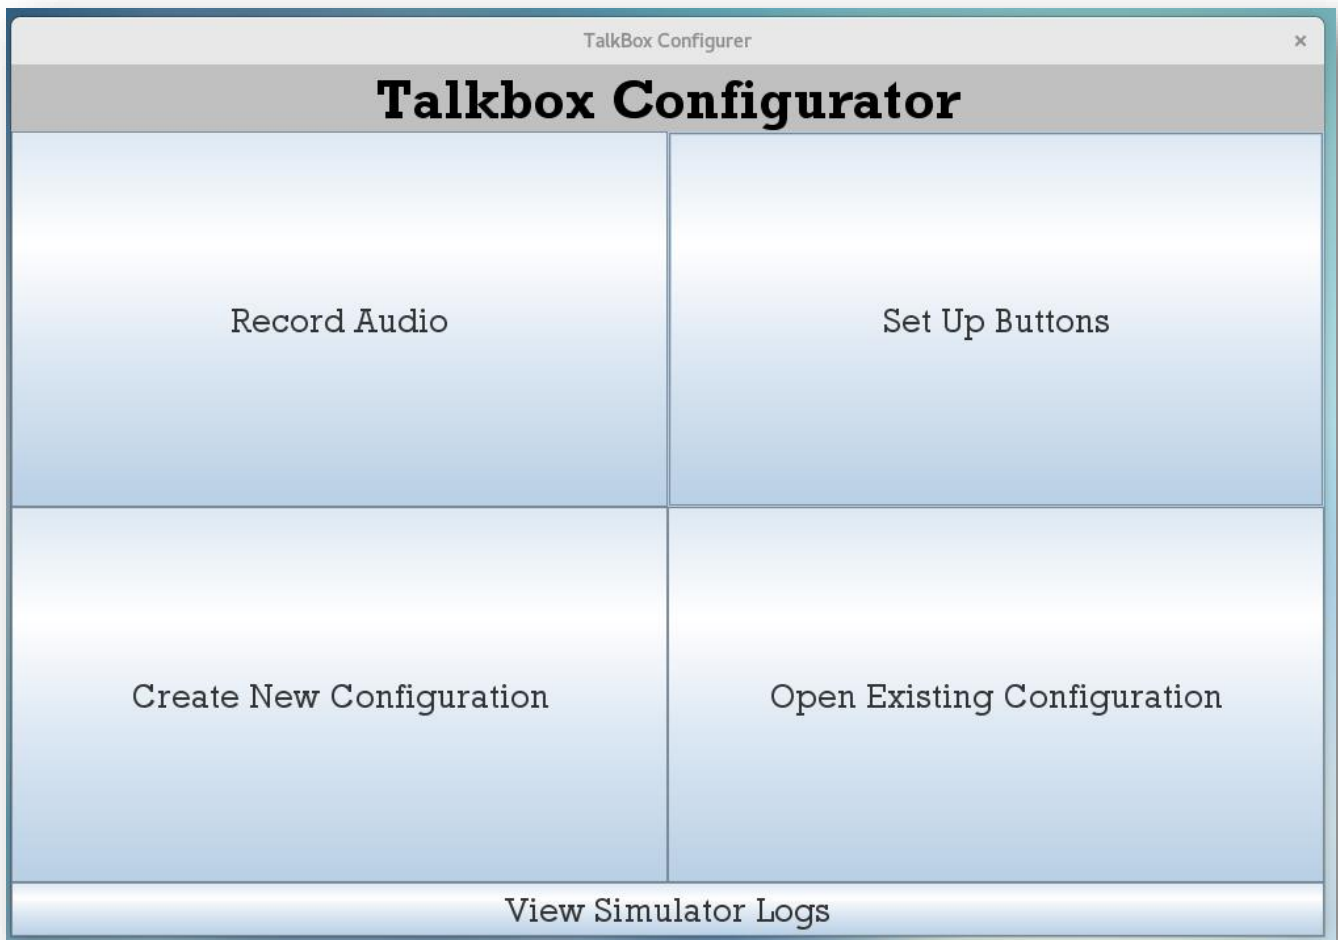 TalkBox Configurer ×
Talkbox Configurator
Record Audio
Set Up Buttons
Create New Configuration
Open Existing Configuration
View Simulator Logs